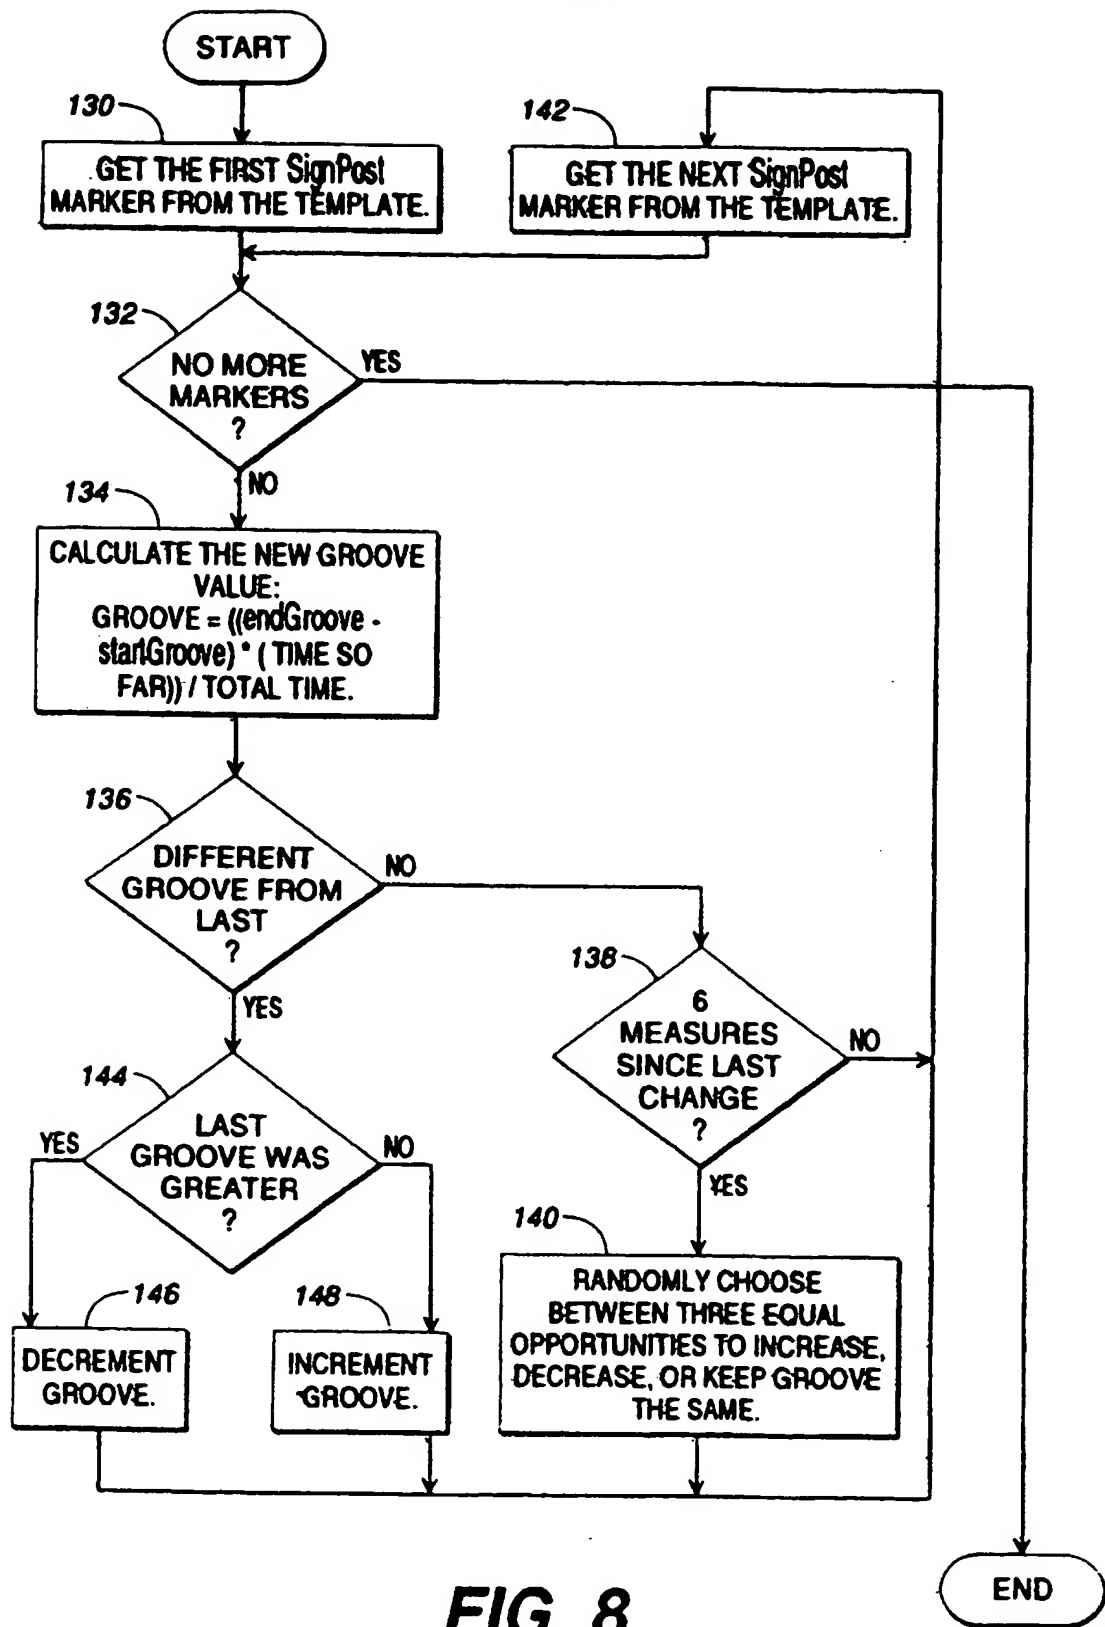 START
130
GET THE FIRST SignPost
MARKER FROM THE TEMPLATE.
142
GET THE NEXT SignPost
MARKER FROM THE TEMPLATE.
132
NO MORE
MARKERS
?
YES
NO
134
CALCULATE THE NEW GROOVE
VALUE:
GROOVE = ((endGroove -
startGroove) * ( TIME SO
FAR)) / TOTAL TIME.
136
DIFFERENT
GROOVE FROM
LAST
?
NO
YES
138
6
MEASURES
SINCE LAST
CHANGE
?
NO
YES
144
LAST
GROOVE WAS
GREATER
?
YES
NO
140
RANDOMLY CHOOSE
BETWEEN THREE EQUAL
OPPORTUNITIES TO INCREASE,
DECREASE, OR KEEP GROOVE
THE SAME.
146
DECREMENT
GROOVE.
148
INCREMENT
GROOVE.
END
FIG. 8